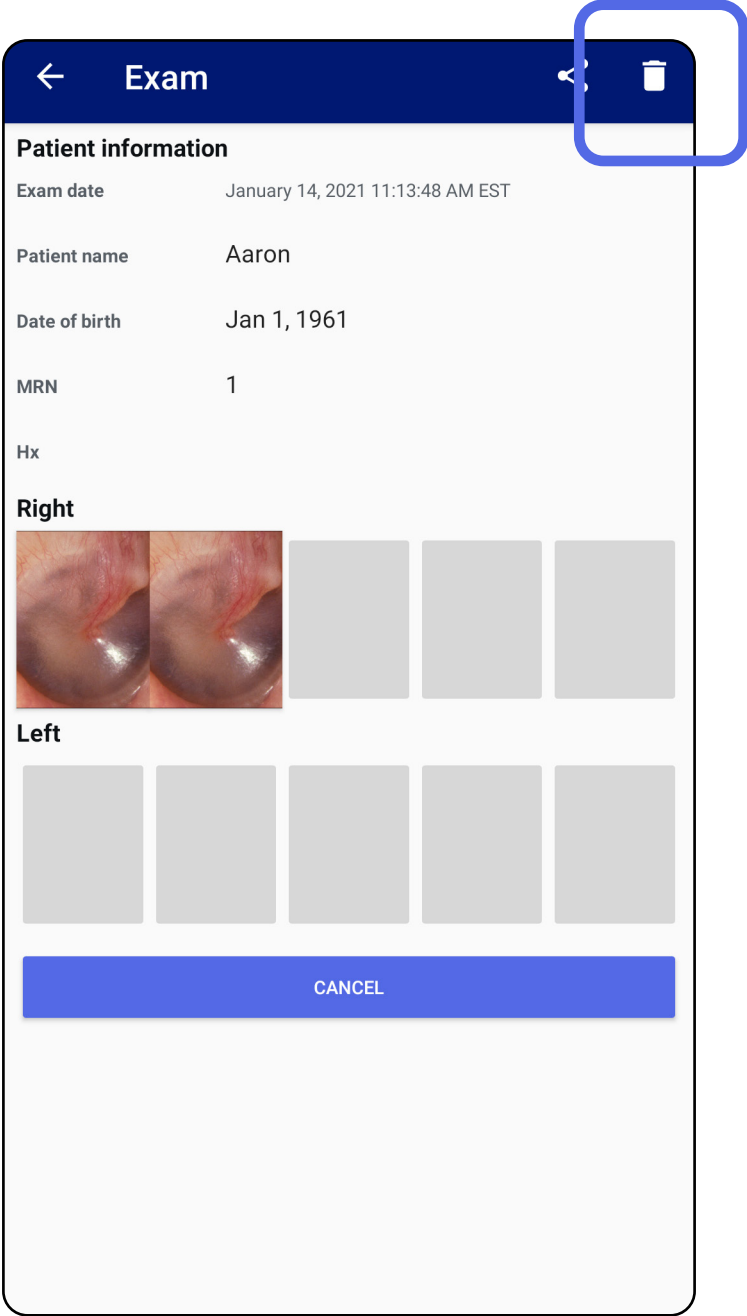 Exam
Patient information
Exam date January 14, 2021 11:13:48 AM EST
Patient name Aaron
Date of birth Jan 1, 1961
MRN 1
Hx
Right
Left
CANCEL